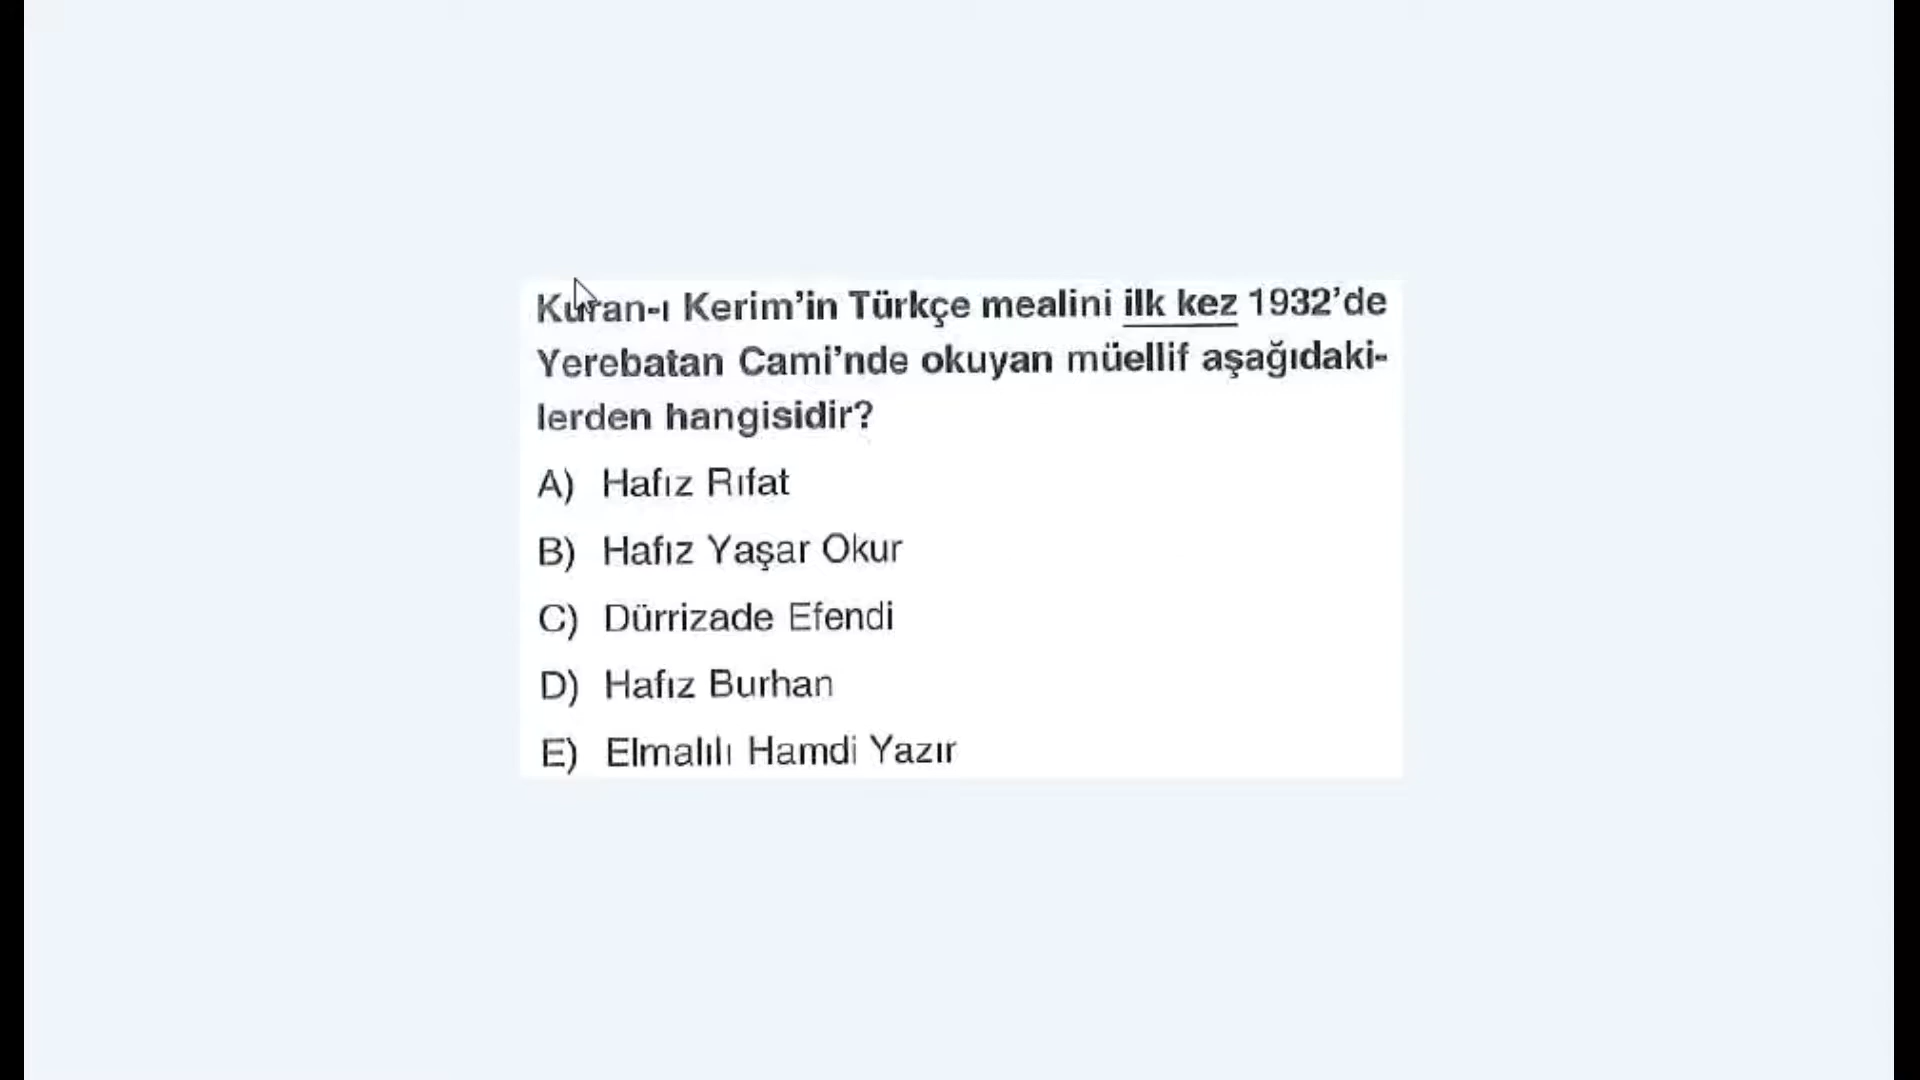 Kuran-ı Kerim'in Türkçe mealini ilk kez 1932'de
Yerebatan Cami'nde okuyan müellif aşağıdaki-
lerden hangisidir?
A) Hafız Rıfat
B) Hafız Yaşar Okur
C) Dürrizade Efendi
D) Hafız Burhan
E) Elmalılı Hamdi Yazır